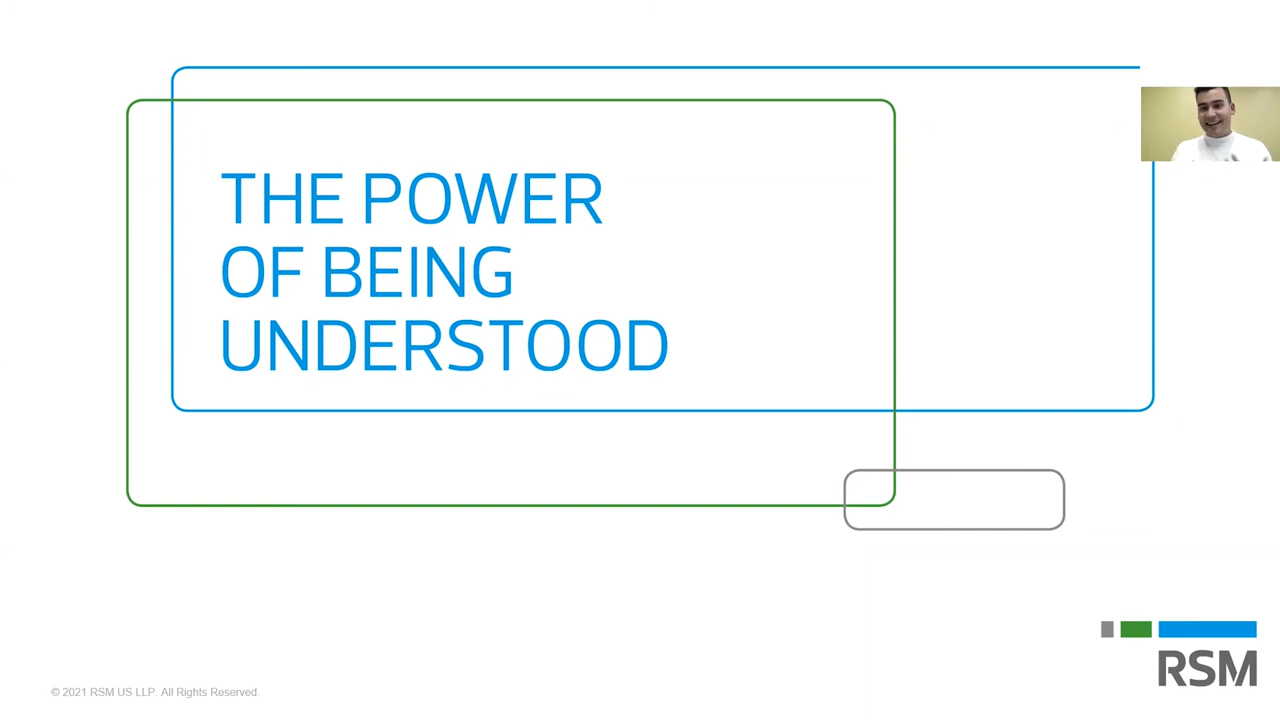 THE POWER
OF BEING
UNDERSTOOD
RSM
© 2021 RSM US LLP. All Rights Reserved.